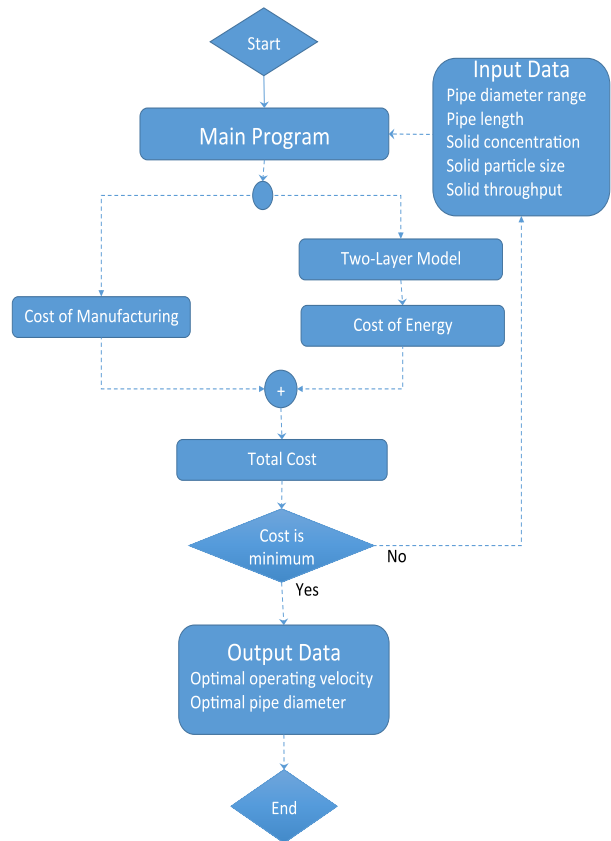 Start
Input Data
Pipe diameter range
Pipe length
Solid concentration
Solid particle size
Solid throughput
Main Program
Two-Layer Model
Cost of Manufacturing
Cost of Energy
+
Total Cost
Cost is
minimum
No
Yes
Output Data
Optimal operating velocity
Optimal pipe diameter
End